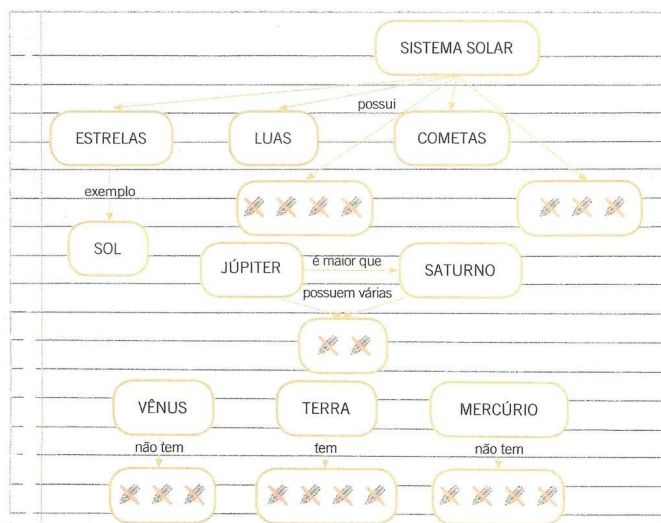 SISTEMA SOLAR
possui
ESTRELAS
LUAS
COMETAS
exemplo
SOL
JÚPITER
é maior que
SATURNO
possuem várias
VÊNUS
TERRA
MERCÚRIO
não tem
tem
não tem